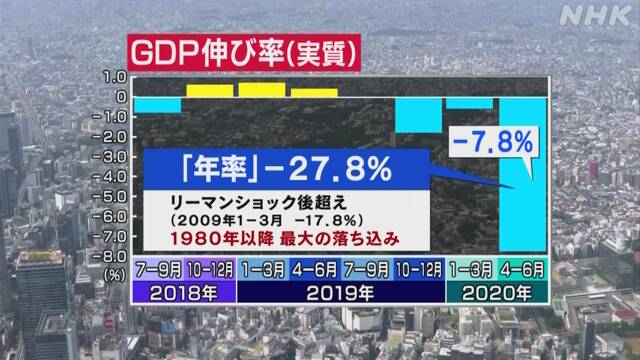 NHK
GDP伸び率(実質)
1.0
0
-1.0
-2.0
-3.0
-4.0
-5.0
-6.0
-7.0
-8.0
(%)
-7.8%
「年率」-27.8%
リーマンショック後超え
(2009年1-3月 -17.8%)
1980年以降 最大の落ち込み
7-9月 10-12月 1-3月 4-6月 7-9月 10-12月 1-3月 4-6月
2018年 2019年 2020年